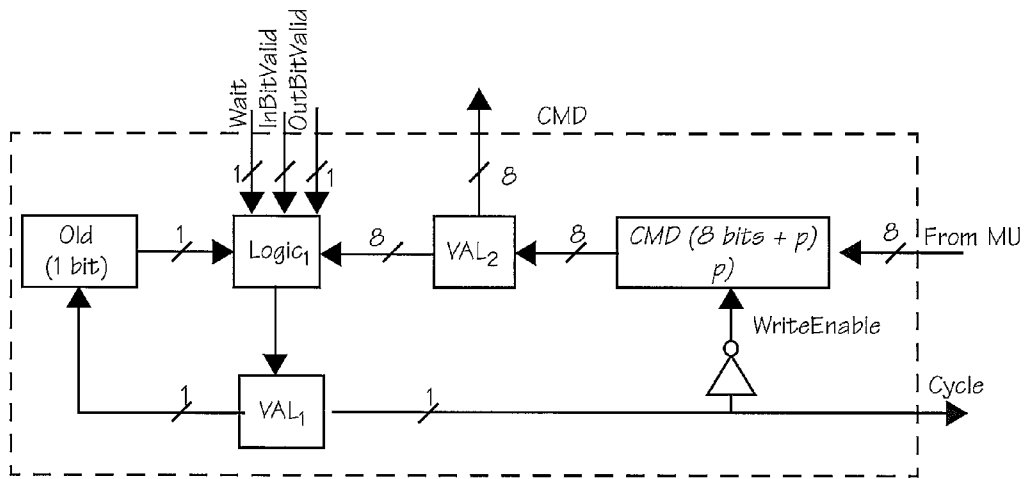 Wait
InBitValid
OutBitValid
CMD
1
1
8
Old
(1 bit)
1
Logic1
8
VAL2
8
CMD (8 bits + p)
p)
8
From MU
WriteEnable
1
VAL1
1
Cycle